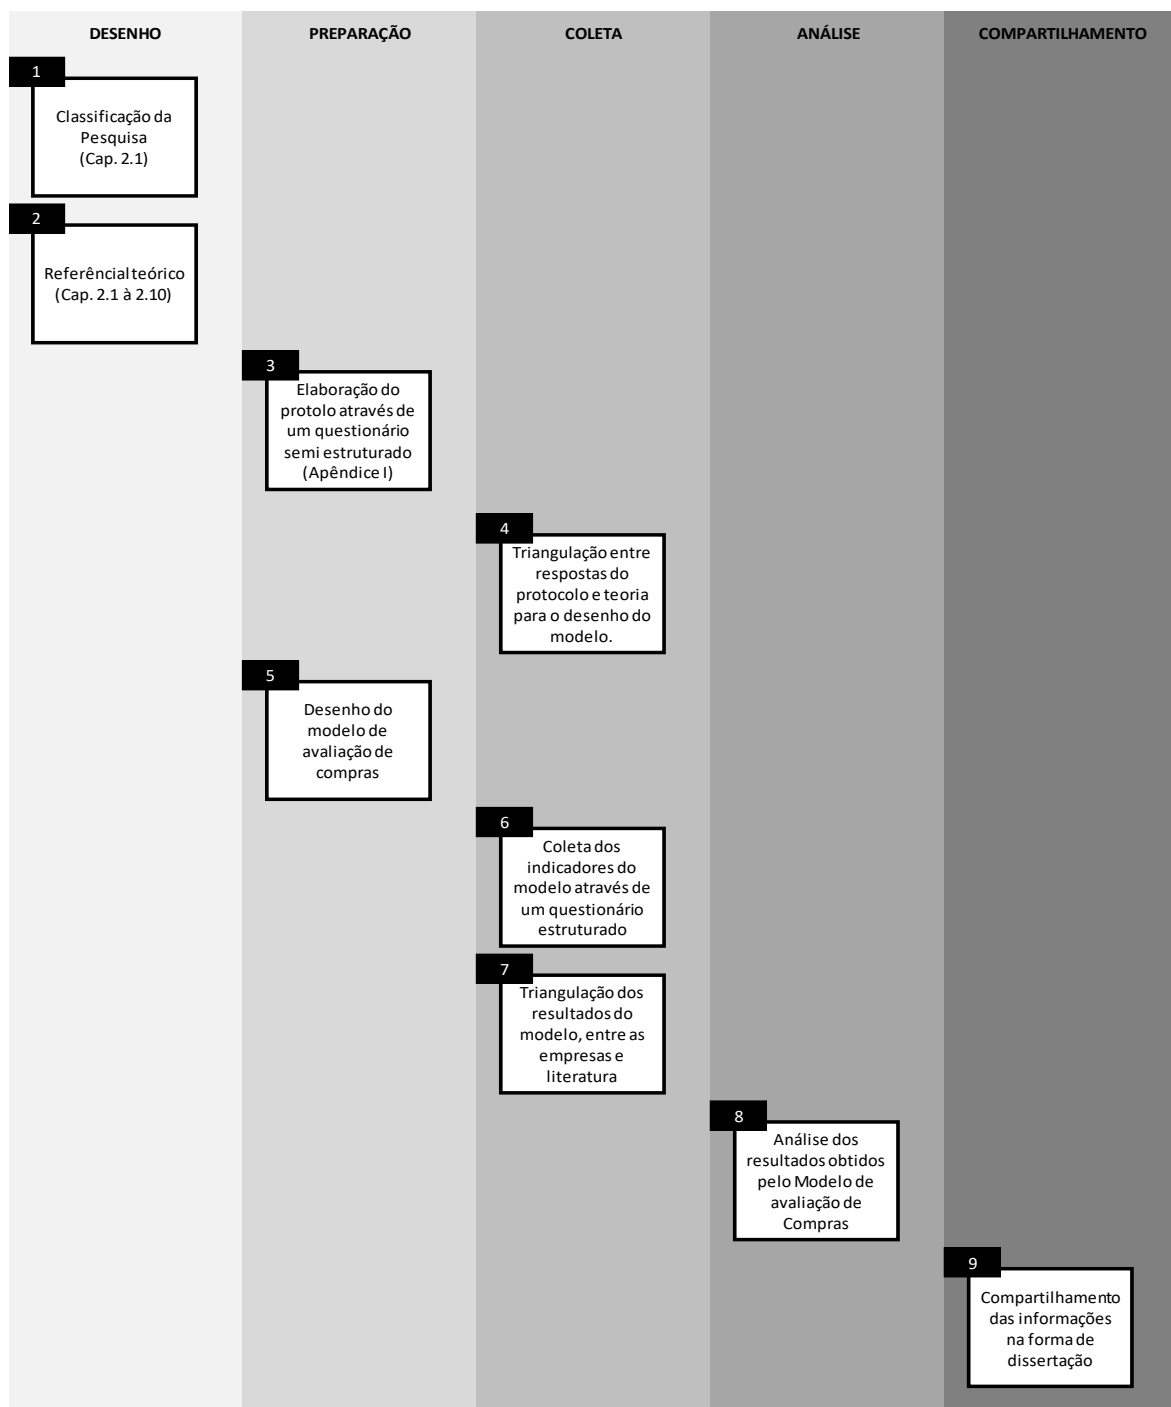 DESENHO
PREPARAÇÃO
COLETA
ANÁLISE
COMPARTILHAMENTO
1
Classificação da
Pesquisa
(Cap. 2.1)
2
Referêncial teórico
(Cap. 2.1 à 2.10)
3
Elaboração do
protolo através de
um questionário
semi estruturado
(Apêndice I)
4
Triangulação entre
respostas do
protocolo e teoria
para o desenho do
modelo.
5
Desenho do
modelo de
avaliação de
compras
6
Coleta dos
indicadores do
modelo através de
um questionário
estruturado
7
Triangulação dos
resultados do
modelo, entre as
empresas e
literatura
8
Análise dos
resultados obtidos
pelo Modelo de
avaliação de
Compras
9
Compartilhamento
das informações
na forma de
dissertação